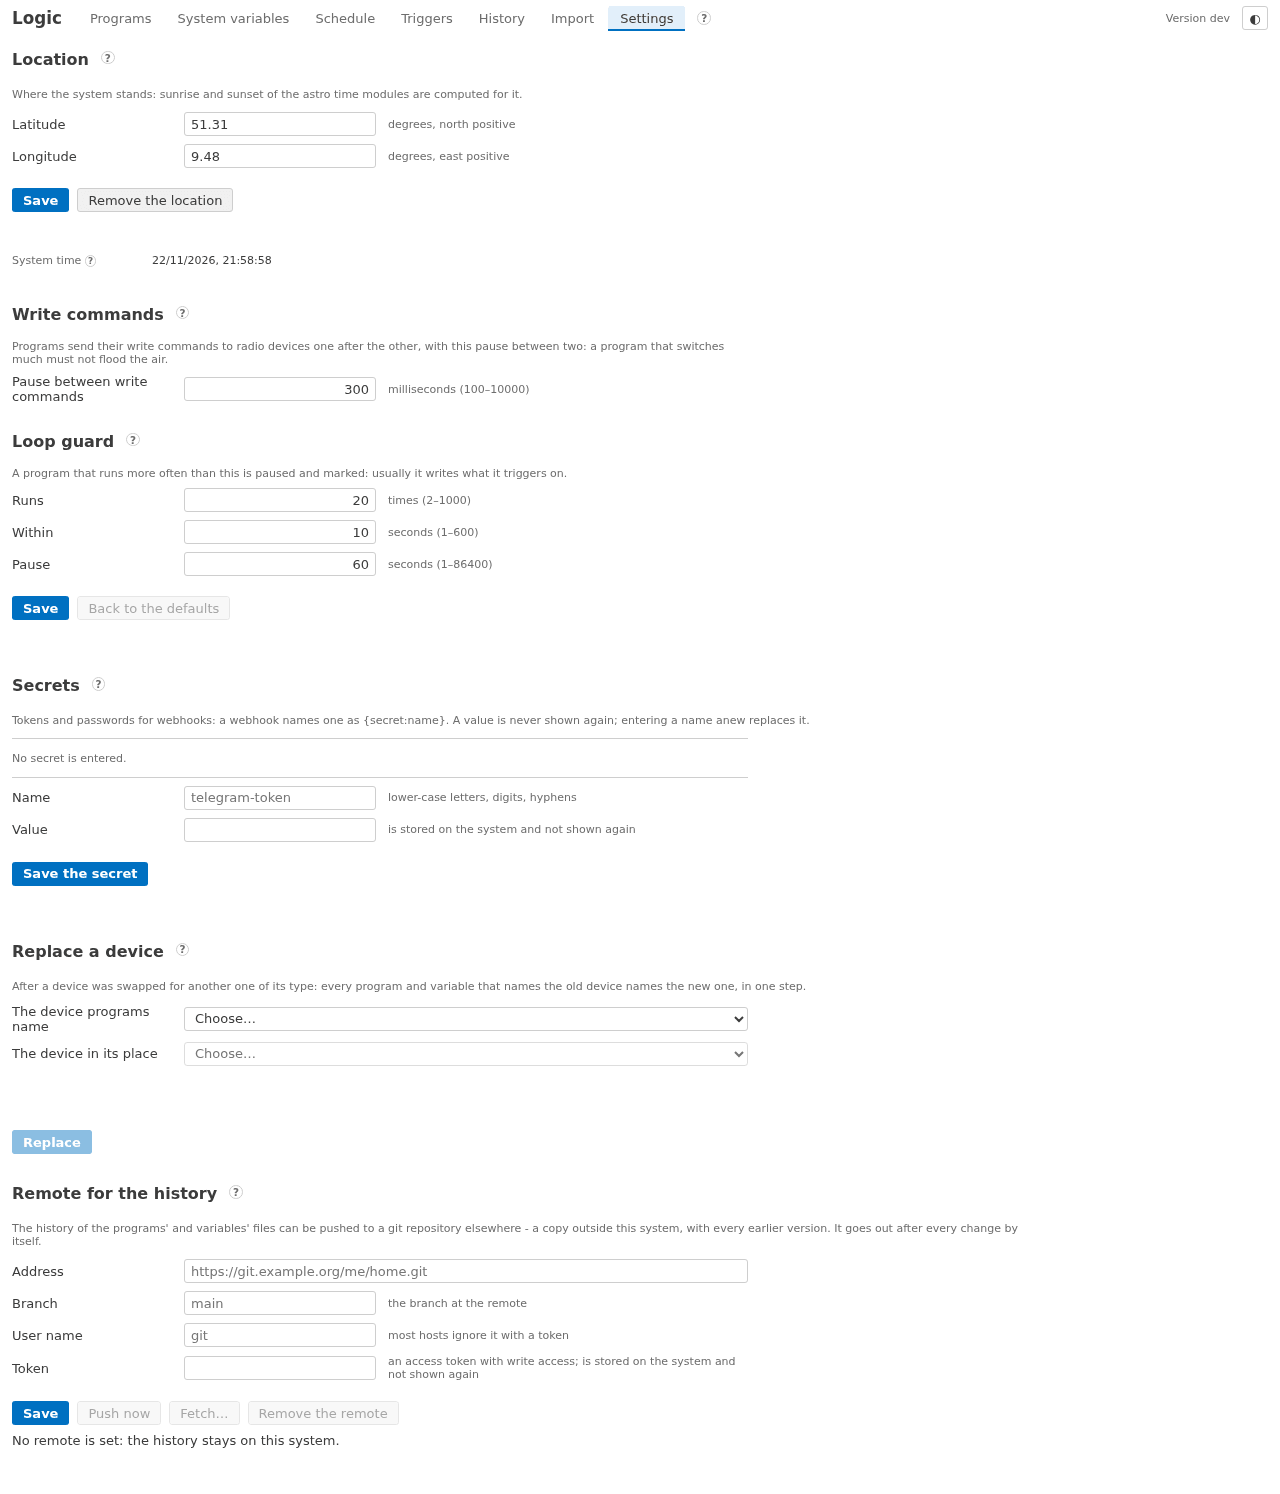 Logic Programs System variables Schedule Triggers History Import Settings ? Version dev
Location ?
Where the system stands: sunrise and sunset of the astro time modules are computed for it.
Latitude 51.31 degrees, north positive
Longitude 9.48 degrees, east positive
Save Remove the location
System time ? 22/11/2026, 21:58:58
Write commands ?
Programs send their write commands to radio devices one after the other, with this pause between two: a program that switches
much must not flood the air.
Pause between write
commands 300 milliseconds (100–10000)
Loop guard ?
A program that runs more often than this is paused and marked: usually it writes what it triggers on.
Runs 20 times (2–1000)
Within 10 seconds (1–600)
Pause 60 seconds (1–86400)
Save Back to the defaults
Secrets ?
Tokens and passwords for webhooks: a webhook names one as {secret:name}. A value is never shown again; entering a name anew replaces it.
No secret is entered.
Name telegram-token lower-case letters, digits, hyphens
Value is stored on the system and not shown again
Save the secret
Replace a device ?
After a device was swapped for another one of its type: every program and variable that names the old device names the new one, in one step.
The device programs
name Choose…
The device in its place Choose…
Replace
Remote for the history ?
The history of the programs' and variables' files can be pushed to a git repository elsewhere - a copy outside this system, with every earlier version. It goes out after every change by
itself.
Address https://git.example.org/me/home.git
Branch main the branch at the remote
User name git most hosts ignore it with a token
Token an access token with write access; is stored on the system and
not shown again
Save Push now Fetch… Remove the remote
No remote is set: the history stays on this system.